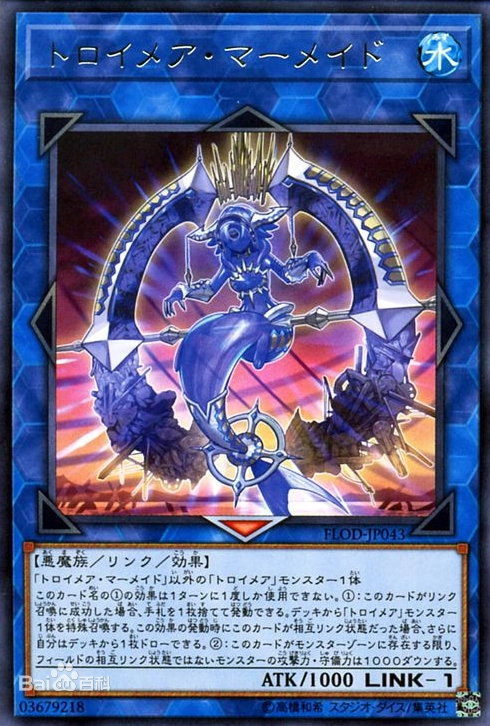 トロイメア・マーメイド
水
FLOD-JP043
【悪魔族／リンク／効果】
「トロイメア・マーメイド」以外の「トロイメア」モンスター1体
このカード名の①の効果は1ターンに1度しか使用できない。①：このカードがリンク
召喚に成功した場合、手札を1枚捨てて発動できる。デッキから「トロイメア」モンスター
1体を特殊召喚する。この効果の発動時にこのカードが相互リンク状態だった場合、さらに
自分はデッキから1枚ドローできる。②：このカードがモンスターゾーンに存在する限り、
フィールドの相互リンク状態ではないモンスターの攻撃力・守備力は1000ダウンする。
ATK/1000 LINK-1
Bai百科
03679218
©高橋和希 スタジオ・ダイス/集英社